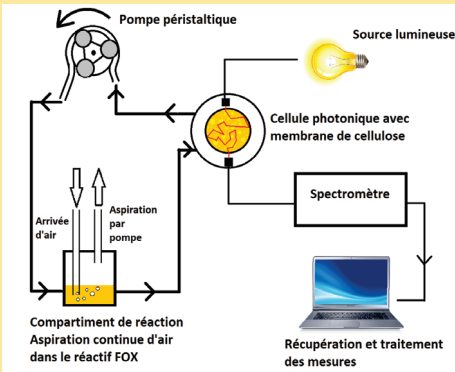 Pompe péristaltique
Source lumineuse
Cellule photonique avec
membrane de cellulose
Spectromètre
Arrivée
d'air
Aspiration
par
pompe
Compartiment de réaction
Aspiration continue d'air
dans le réactif FOX
Récupération et traitement
des mesures